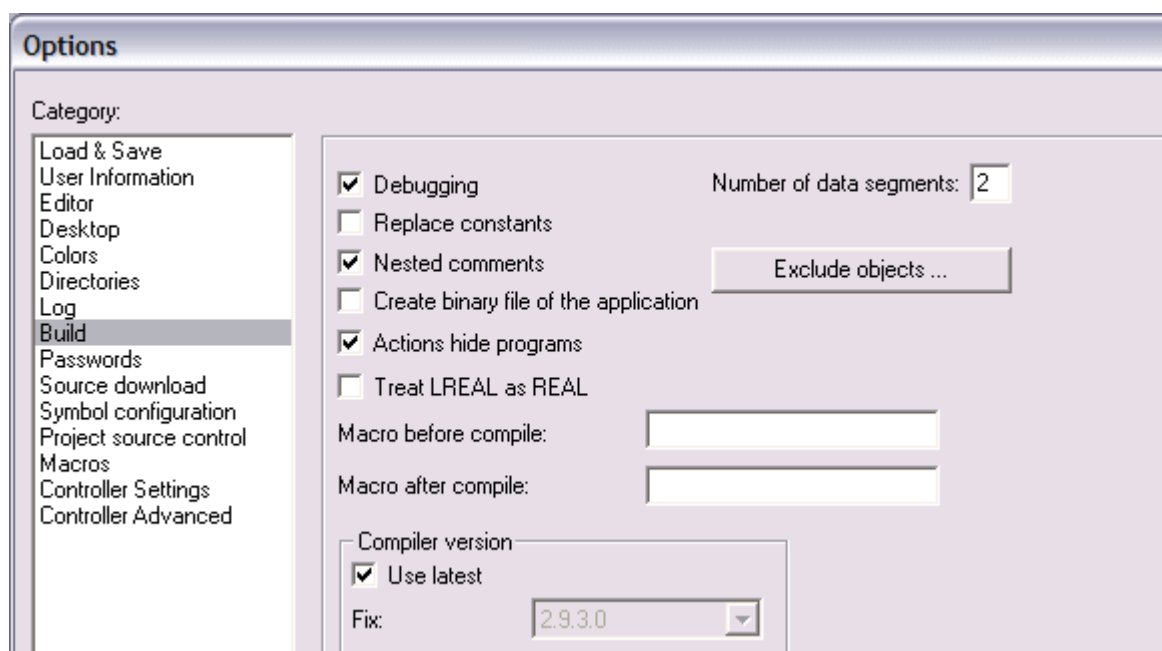 Options
Category:
Load & Save
User Information
Editor
Desktop
Colors
Directories
Log
Build
Passwords
Source download
Symbol configuration
Project source control
Macros
Controller Settings
Controller Advanced
Debugging
Number of data segments: 2
Replace constants
Nested comments
Exclude objects ...
Create binary file of the application
Actions hide programs
Treat LREAL as REAL
Macro before compile:
Macro after compile:
Compiler version
Use latest
Fix: 2.9.3.0